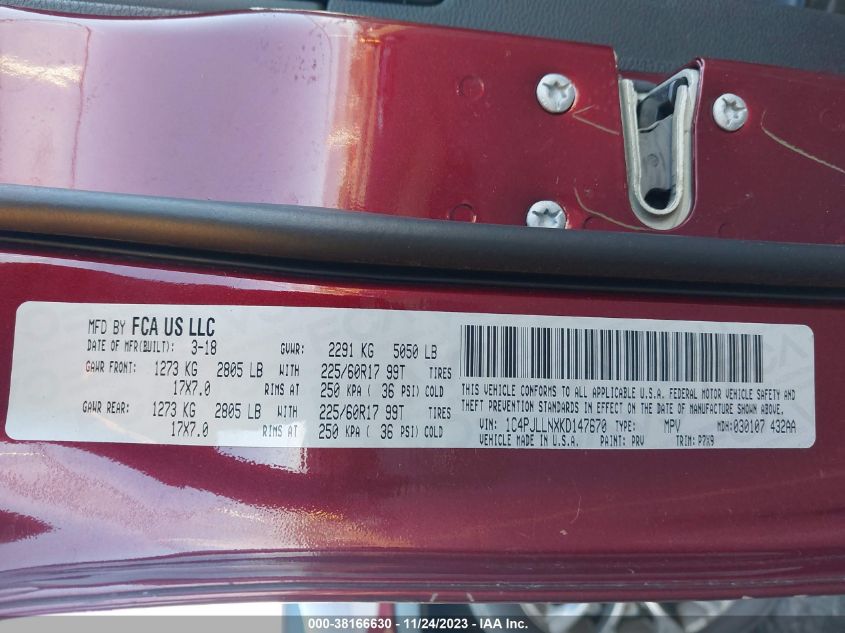 MFD BY FCA US LLC
DATE OF MFR(BUILT): 3-18 GVWR: 2291 KG 5050 LB
GAWR FRONT: 1273 KG 2805 LB WITH 225/60R17 99T TIRES
17X7.0 RIMS AT 250 KPA ( 36 PSI) COLD
GAWR REAR: 1273 KG 2805 LB WITH 225/60R17 99T TIRES
17X7.0 RIMS AT 250 KPA ( 36 PSI) COLD
THIS VEHICLE CONFORMS TO ALL APPLICABLE U.S.A. FEDERAL MOTOR VEHICLE SAFETY AND
THEFT PREVENTION STANDARDS IN EFFECT ON THE DATE OF MANUFACTURE SHOWN ABOVE.
VIN: 1C4PJLLNXKD147670 TYPE: MPV MDH: 030107 432AA
VEHICLE MADE IN U.S.A. PAINT: PRV TRIM: P7X9
000-38166630 - 11/24/2023 - IAA Inc.